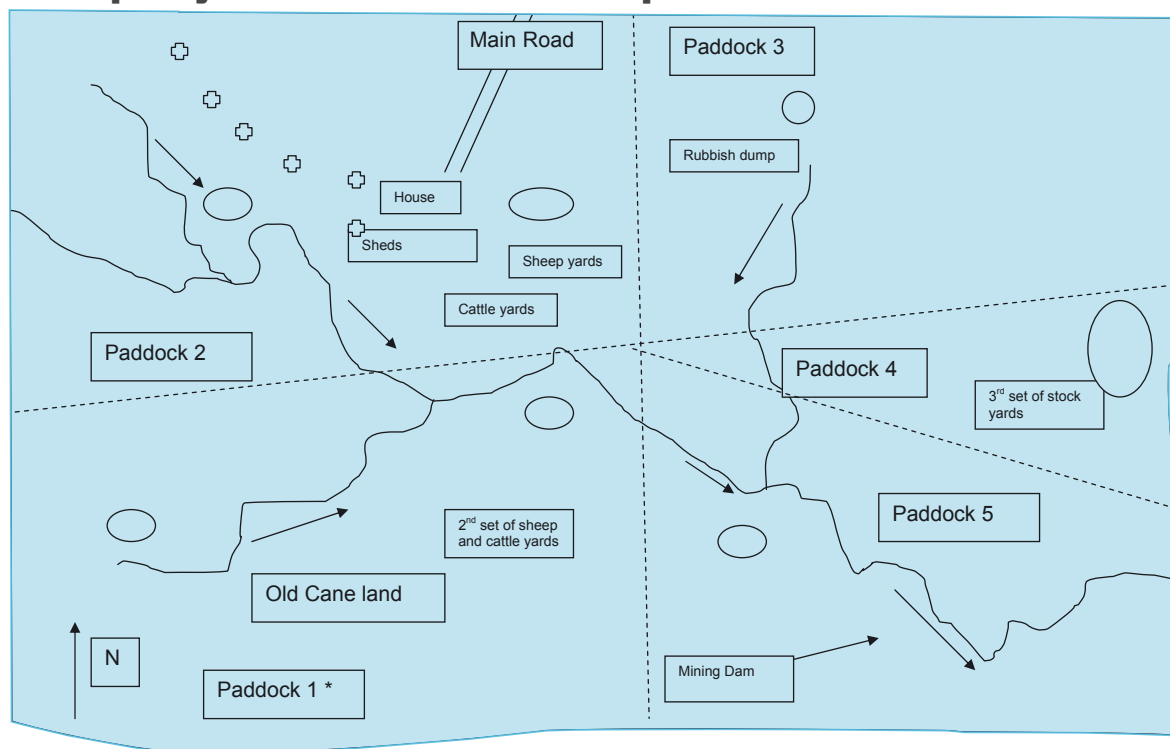 Main Road
Paddock 3
Rubbish dump
House
Sheds
Sheep yards
Cattle yards
Paddock 2
Paddock 4
3rd set of stock
yards
2nd set of sheep
and cattle yards
Paddock 5
Old Cane land
N
Mining Dam
Paddock 1 *